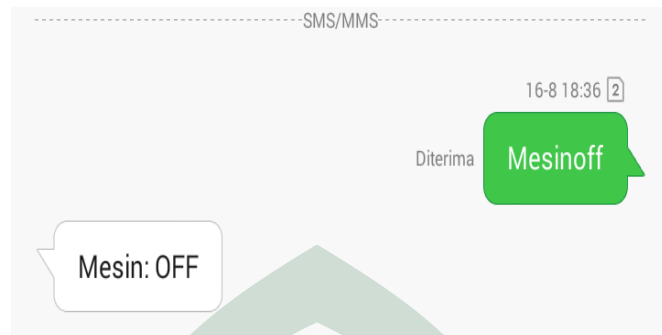 SMS/MMS
16-8 18:36 2
Diterima
Mesinoff
Mesin: OFF